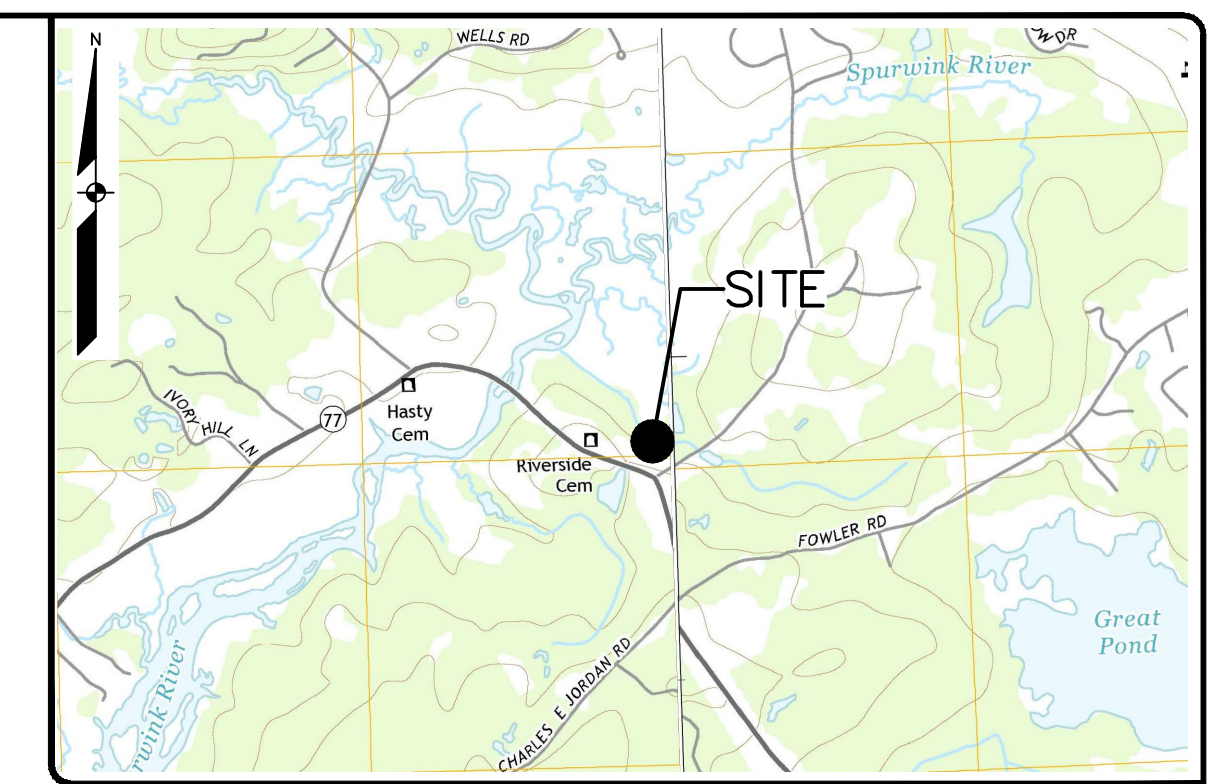 N
WELLS RD
W DR
Spurwink River
SITE
IVORY HILL LN
77
Hasty
Cem
Riverside
Cem
FOWLER RD
Great
Pond
CHARLES E JORDAN RD
rwink River